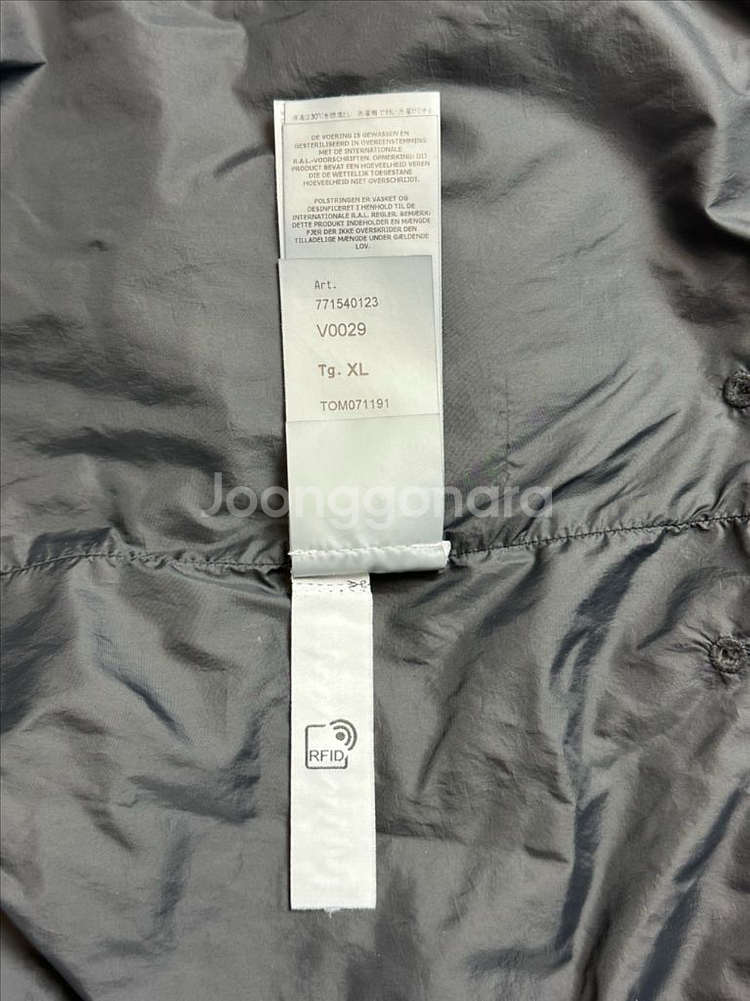 DE VOERING IS GEWASSEN EN
GESTERILISEERD IN OVEREENSTEMMING
MET DE INTERNATIONALE
R.A.L.-VOORSCHRIFTEN. OPMERKING: DIT
PRODUCT BEVAT EEN HOEVEELHEID VEREN
DIE DE WETTELIJK TOEGESTANE
HOEVEELHEID NIET OVERSCHRIJDT.
POLSTRINGEN ER VASKET OG
DESINFICERET I HENHOLD TIL DE
INTERNATIONALE R.A.L. REGLER. BEMÆRK:
DETTE PRODUKT INDEHOLDER EN MÆNGDE
FJER DER IKKE OVERSKRIDER DEN
TILLADELIGE MÆNGDE UNDER GÆLDENDE
LOV.
Art.
771540123
V0029
Tg. XL
TOM071191
Joonggonara
RFID